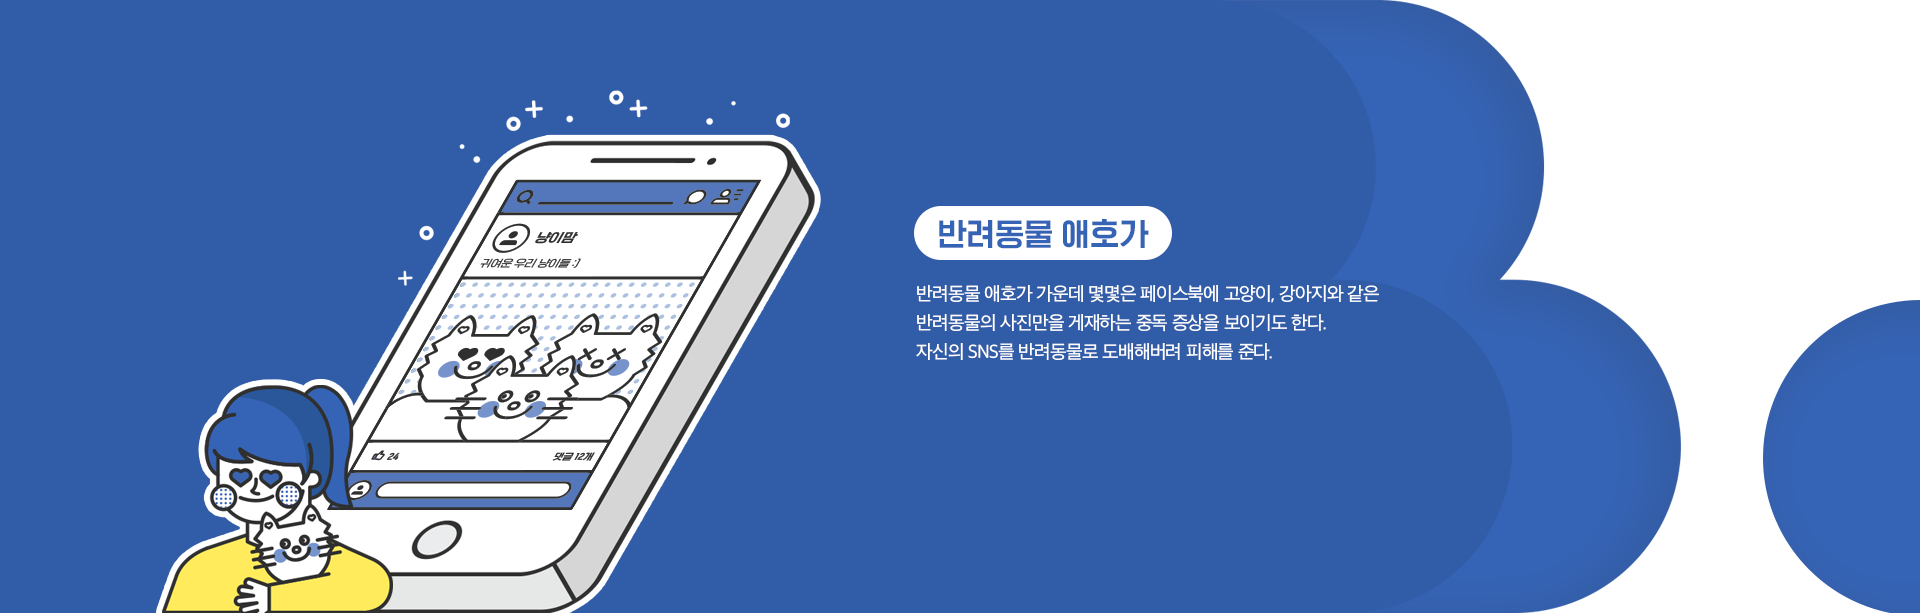 냥이맘
귀여운 우리 냥이들 :)
24
댓글 12개
반려동물 애호가
반려동물 애호가 가운데 몇몇은 페이스북에 고양이, 강아지와 같은
반려동물의 사진만을 게재하는 중독 증상을 보이기도 한다.
자신의 SNS를 반려동물로 도배해버려 피해를 준다.